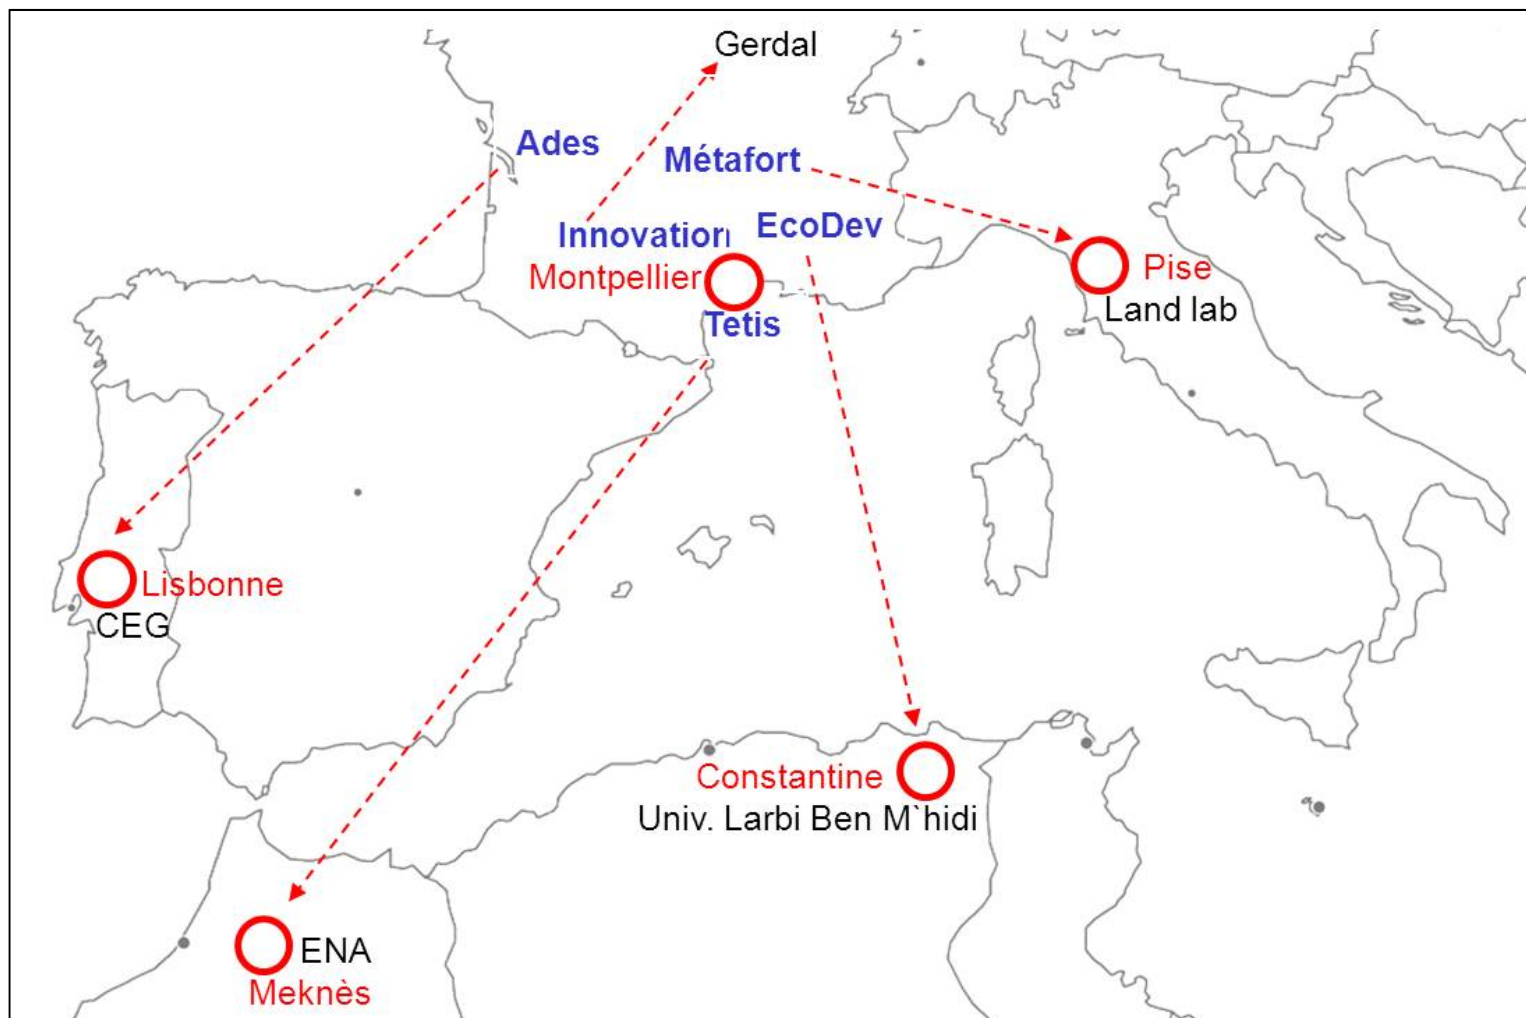 Gerdal
Ades
Métafort
Innovation
EcoDev
Montpellier
Pise
Land lab
Tetis
Lisbonne
CEG
Constantine
Univ. Larbi Ben M`hidi
ENA
Meknès